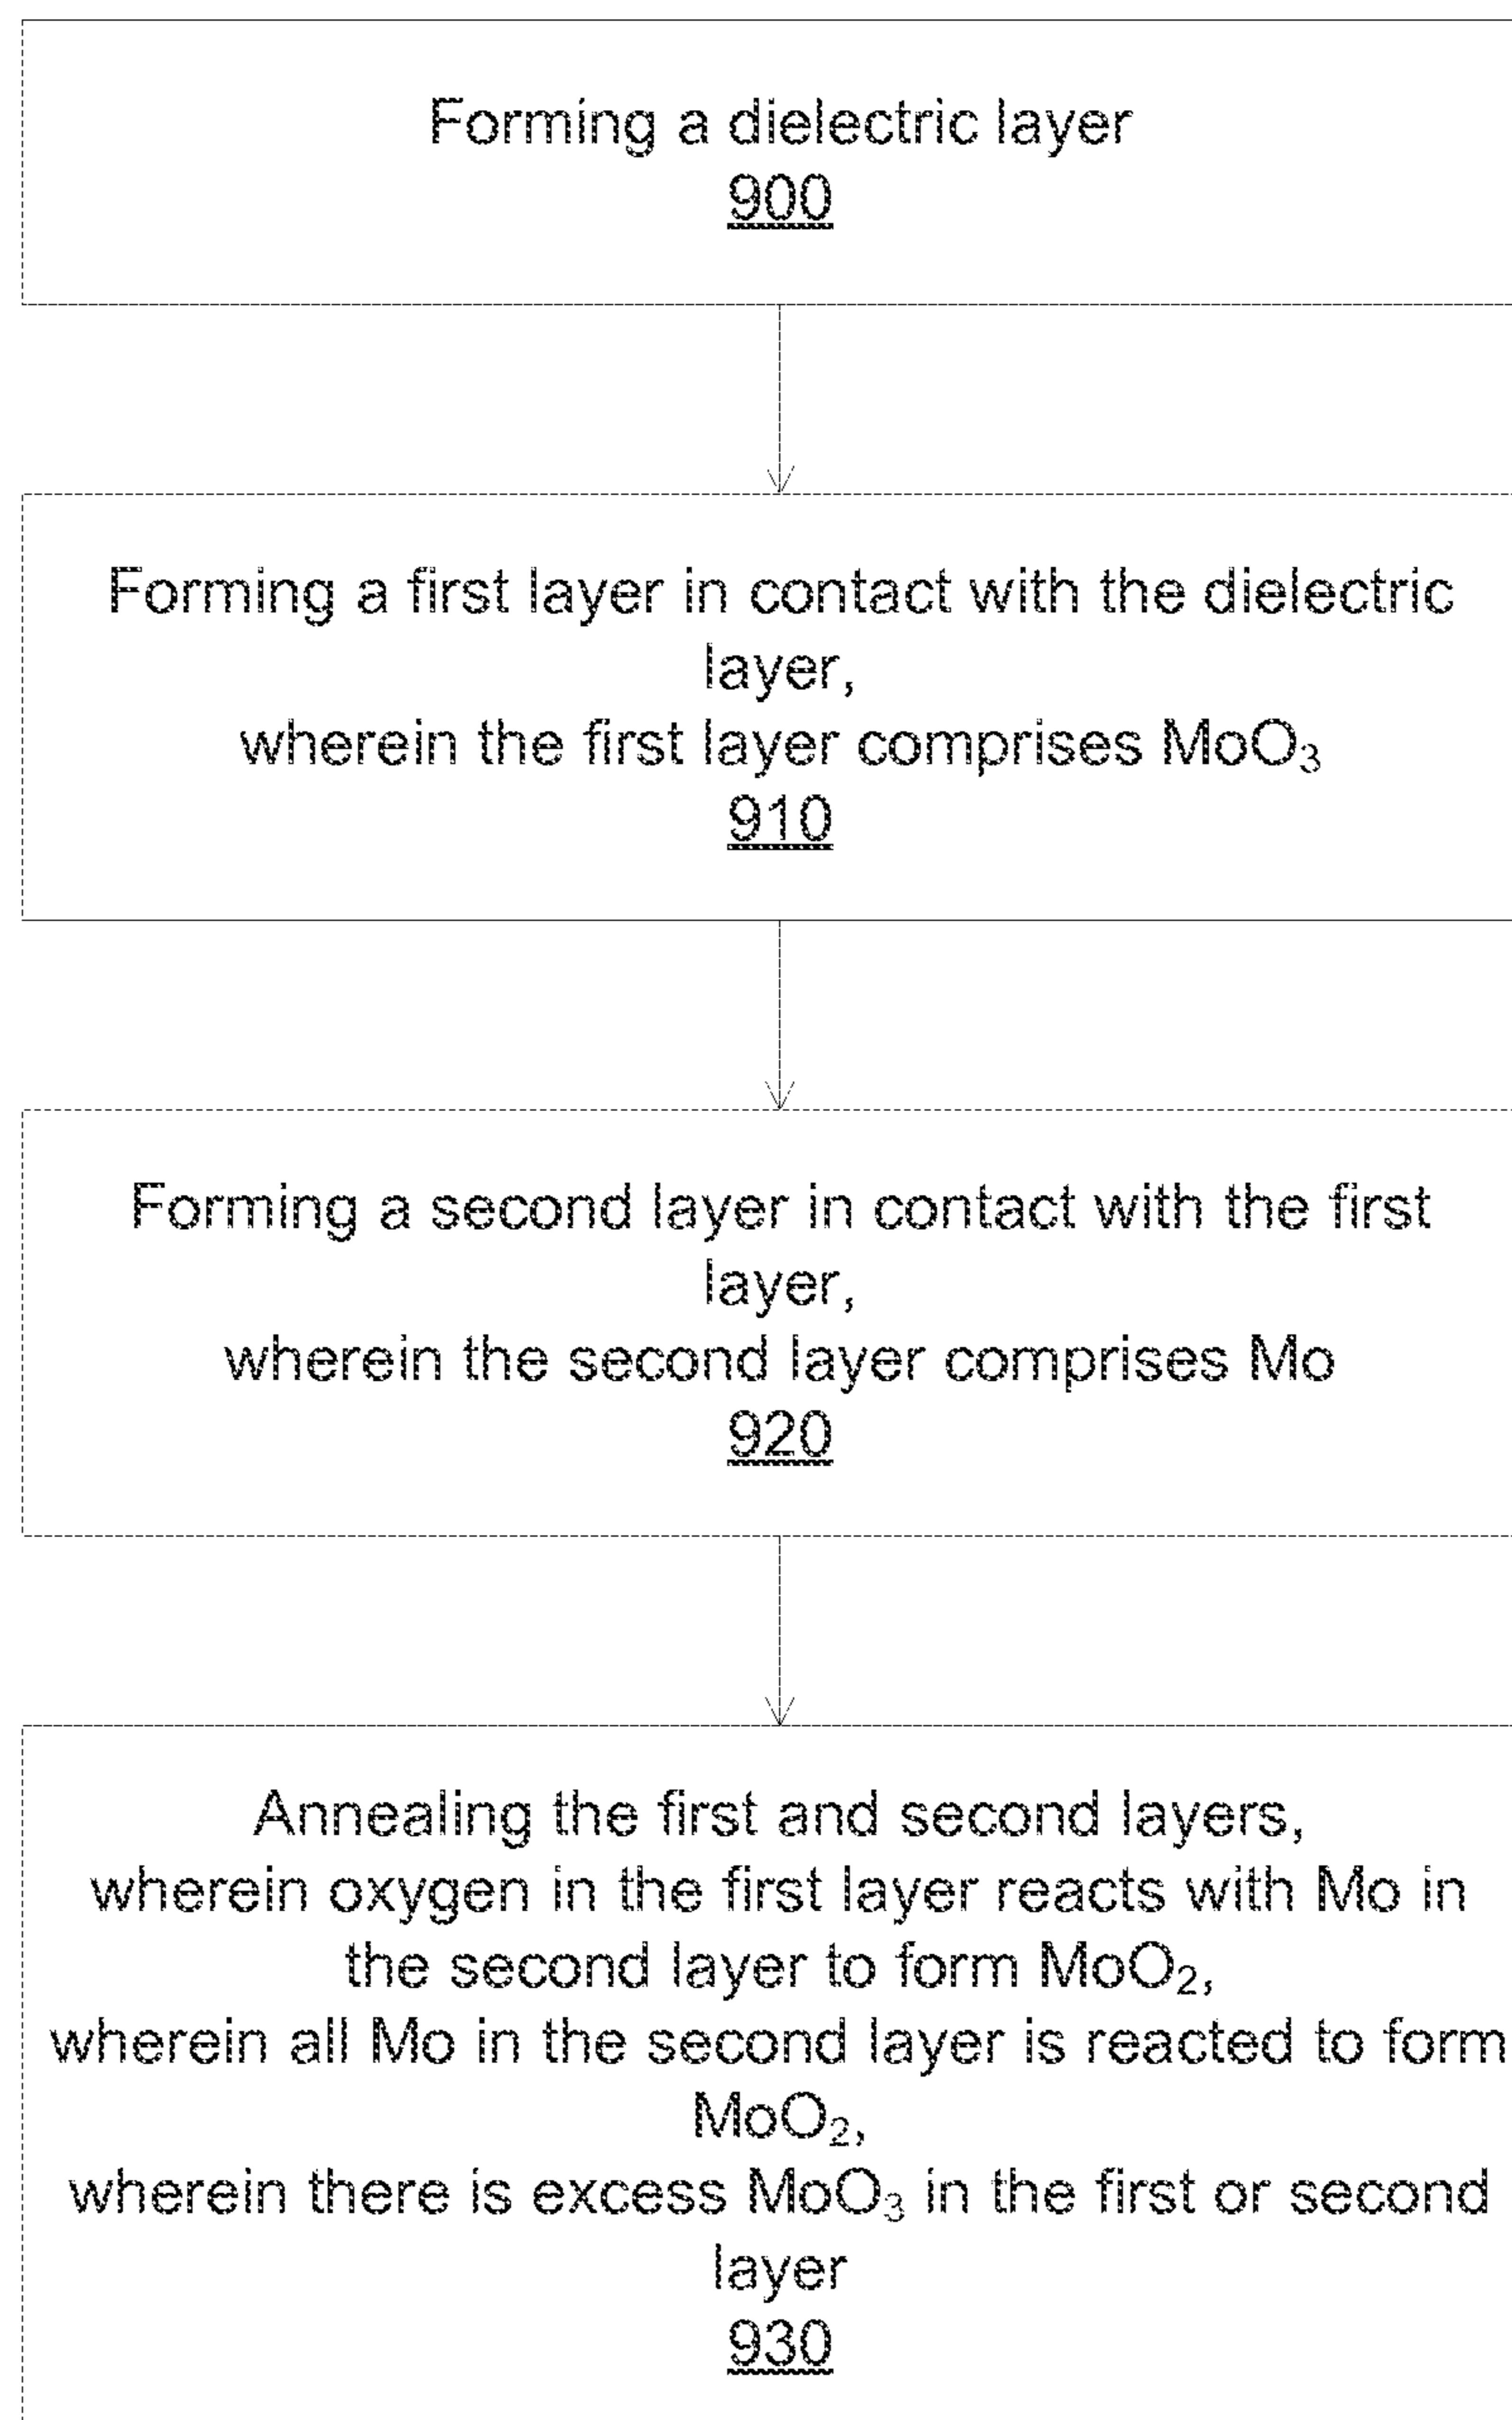 Forming a dielectric layer
900
Forming a first layer in contact with the dielectric
layer,
wherein the first layer comprises MoO₃
910
Forming a second layer in contact with the first
layer,
wherein the second layer comprises Mo
920
Annealing the first and second layers,
wherein oxygen in the first layer reacts with Mo in
the second layer to form MoO₂,
wherein all Mo in the second layer is reacted to form
MoO₂,
wherein there is excess MoO₃ in the first or second
layer
930